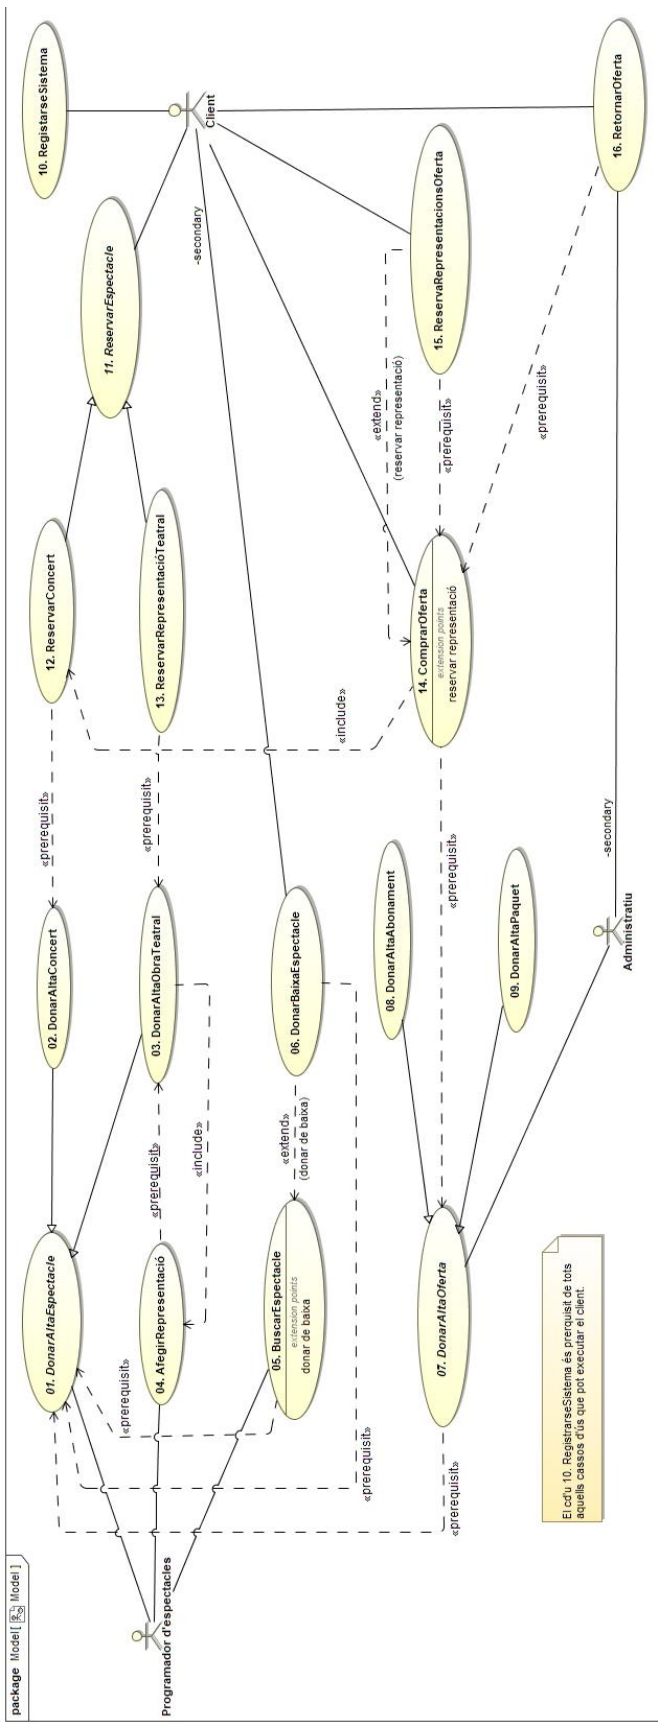 package Model[ Model ]
Programador d'espectacles
01. DonarAltaEspectacle
02. DonarAltaConcert
«prerequisit»
12. ReservarConcert
11. ReservarEspectacle
10. RegistarseSistema
Client
04. AfegirRepresentació
«prerequisit»
03. DonarAltaObraTeatral
«prerequisit»
13. ReservarRepresentacióTeatral
«include»
«prerequisit»
-secondary
05. BuscarEspectacle
extension points
donar de baixa
«extend»
(donar de baixa)
06. DonarBaixaEspectacle
«include»
«prerequisit»
«extend»
(reservar representació)
08. DonarAltaAbonament
14. ComprarOferta
extension points
reservar representació
«prerequisit»
15. ReservaRepresentacionsOferta
07. DonarAltaOferta
«prerequisit»
«prerequisit»
09. DonarAltaPaquet
«prerequisit»
Administratiu
-secondary
16. RetornarOferta
El cd'u 10. RegistrarseSistema és prerquisit de tots
aquells cassos d'ús que pot executar el client.